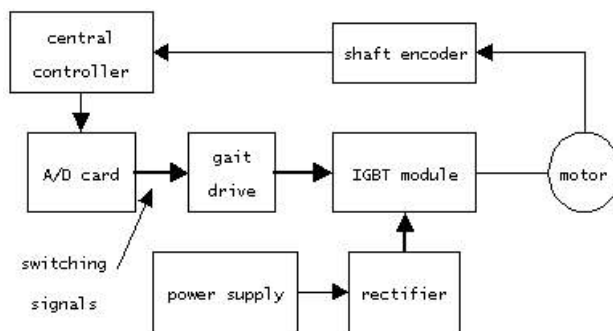 central
controller
shaft encoder
A/D card
gait
drive
IGBT module
motor
switching
signals
power supply
rectifier